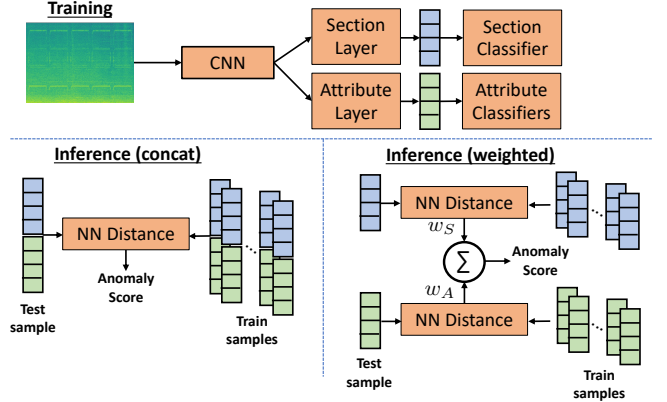 Training
CNN
Section
Layer
Section
Classifier
Attribute
Layer
Attribute
Classifiers
Inference (concat)
NN Distance
Anomaly
Score
Test
sample
Train
samples
Inference (weighted)
NN Distance
w_S
Σ
Anomaly
Score
w_A
NN Distance
Test
sample
Train
samples